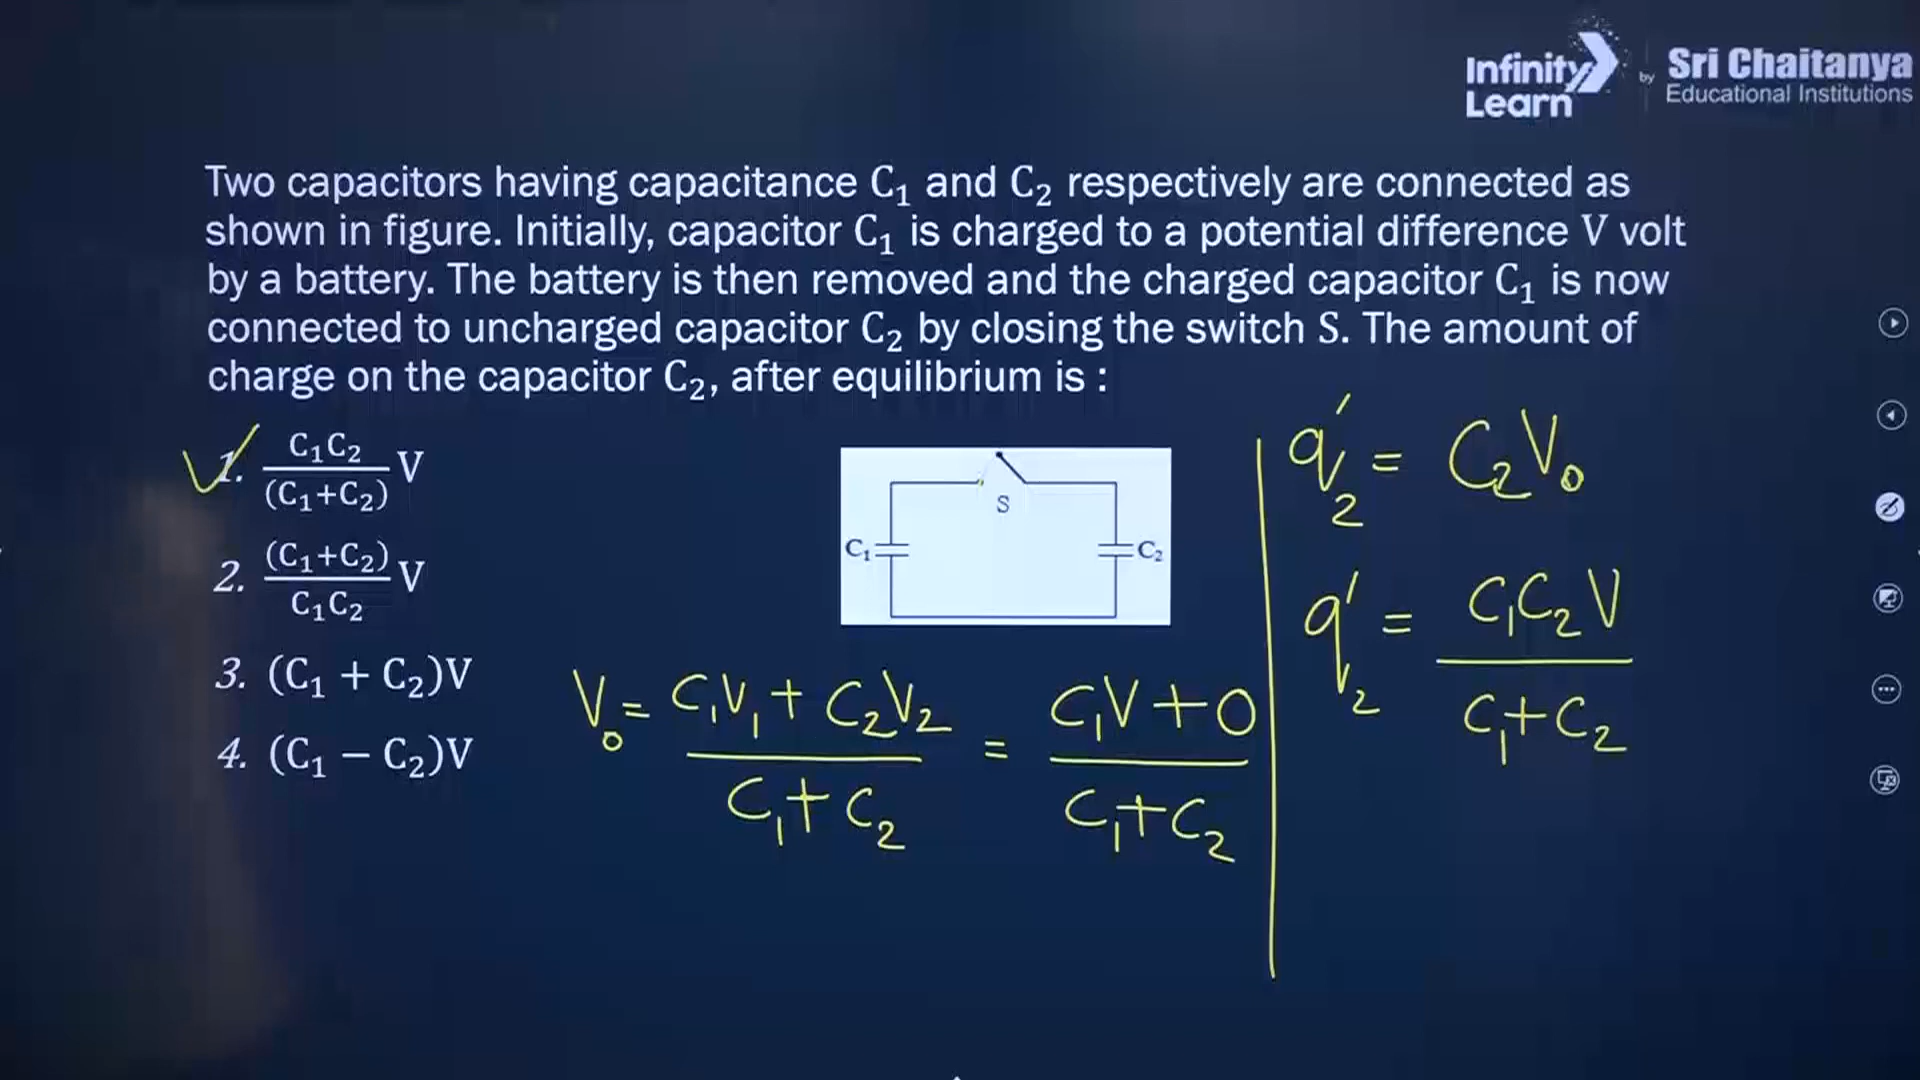 Infinity Learn by Sri Chaitanya Educational Institutions
Two capacitors having capacitance C₁ and C₂ respectively are connected as
shown in figure. Initially, capacitor C₁ is charged to a potential difference V volt
by a battery. The battery is then removed and the charged capacitor C₁ is now
connected to uncharged capacitor C₂ by closing the switch S. The amount of
charge on the capacitor C₂, after equilibrium is :
1. C₁C₂/(C₁+C₂) V
2. (C₁+C₂)/C₁C₂ V
3. (C₁ + C₂)V
4. (C₁ − C₂)V
S
C₁
C₂
V₀ = (C₁V₁ + C₂V₂)/(C₁+C₂) = (C₁V+0)/(C₁+C₂)
q₂' = C₂V₀
q₂' = C₁C₂V/(C₁+C₂)